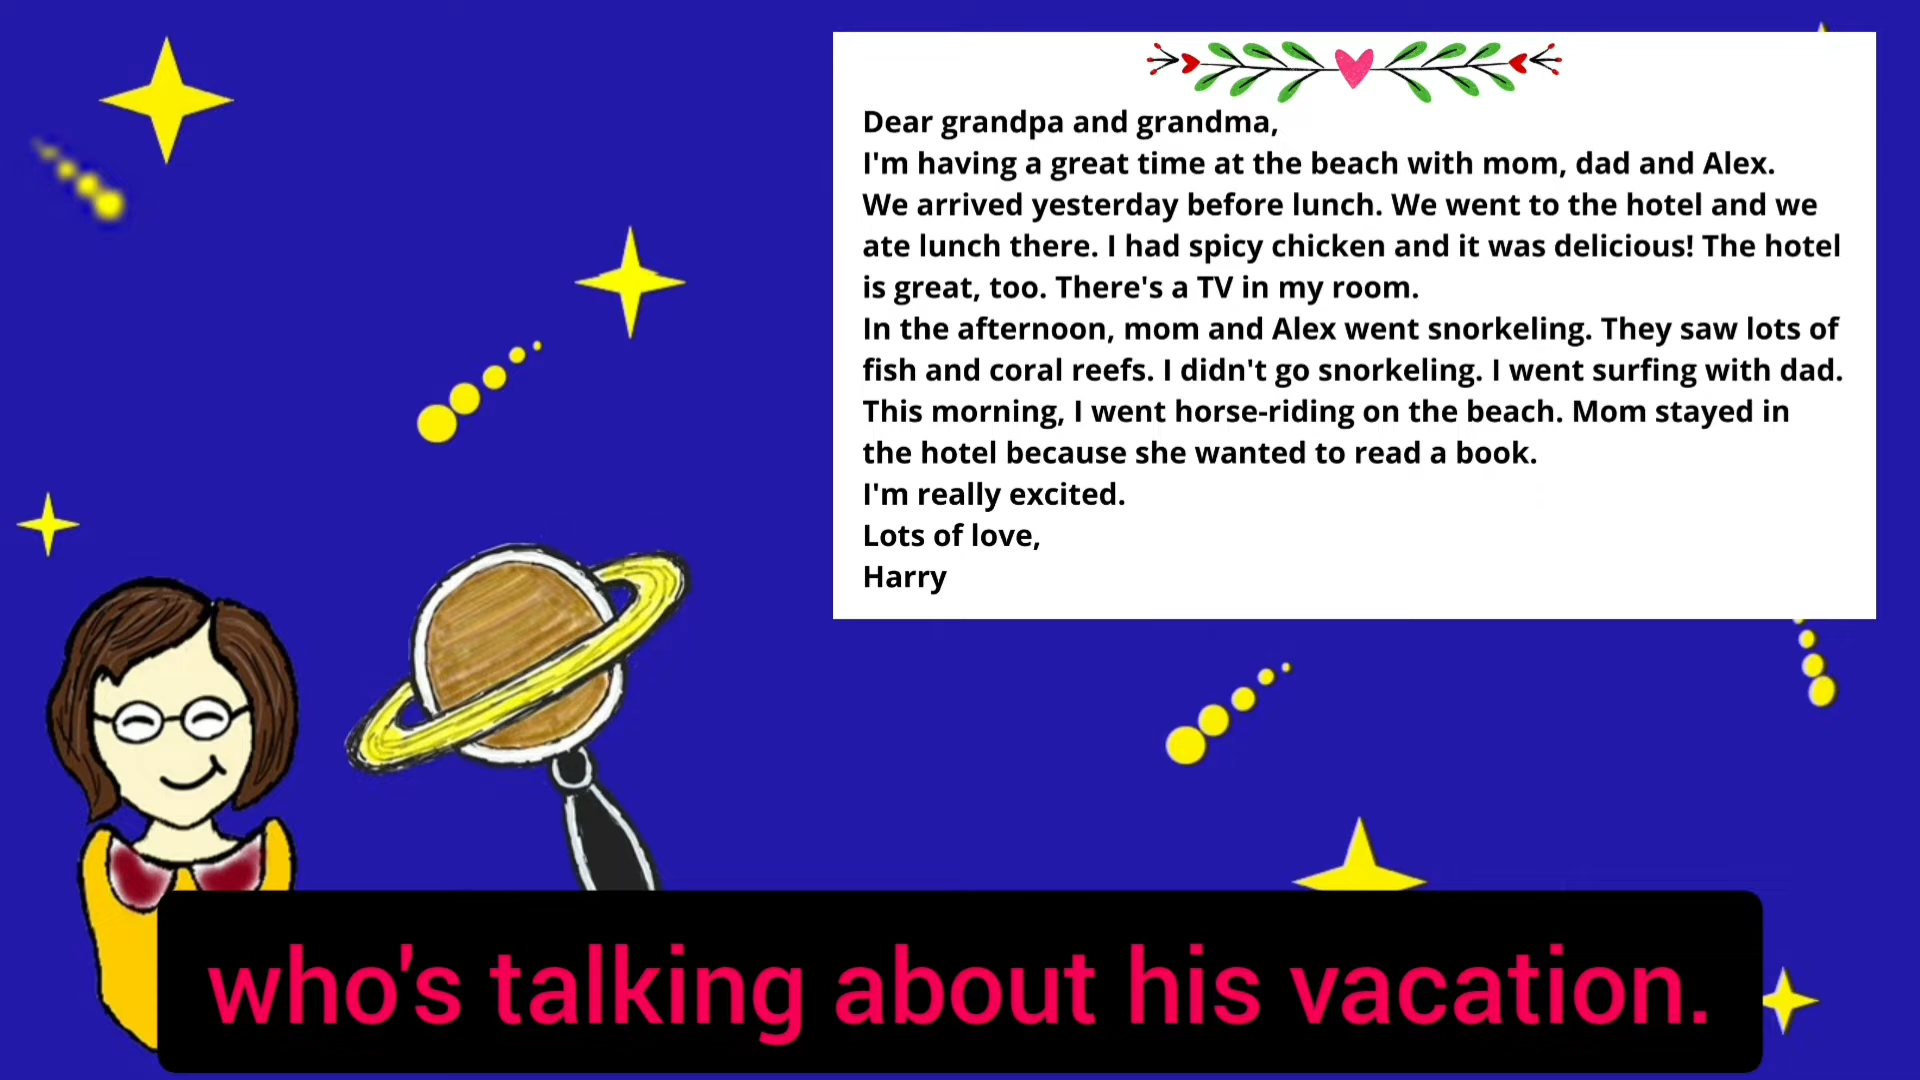 Dear grandpa and grandma,
I'm having a great time at the beach with mom, dad and Alex.
We arrived yesterday before lunch. We went to the hotel and we
ate lunch there. I had spicy chicken and it was delicious! The hotel
is great, too. There's a TV in my room.
In the afternoon, mom and Alex went snorkeling. They saw lots of
fish and coral reefs. I didn't go snorkeling. I went surfing with dad.
This morning, I went horse-riding on the beach. Mom stayed in
the hotel because she wanted to read a book.
I'm really excited.
Lots of love,
Harry
who's talking about his vacation.